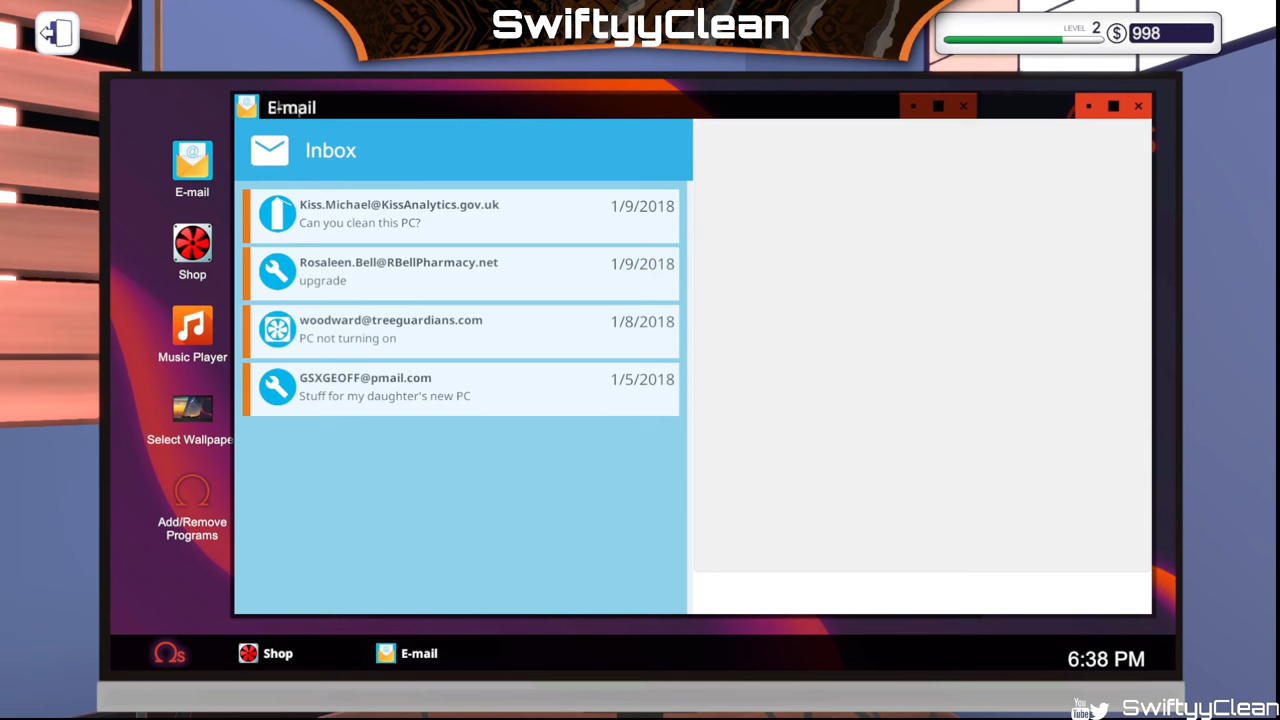 SwiftyyClean
LEVEL 2
$ 998
E-mail
Inbox
Kiss.Michael@KissAnalytics.gov.uk
1/9/2018
Can you clean this PC?
Rosaleen.Bell@RBellPharmacy.net
1/9/2018
upgrade
woodward@treeguardians.com
1/8/2018
PC not turning on
GSXGEOFF@pmail.com
1/5/2018
Stuff for my daughter's new PC
E-mail
Shop
Music Player
Select Wallpape
Add/Remove
Programs
Ωs
Shop
E-mail
6:38 PM
You
Tube
SwiftyyClean